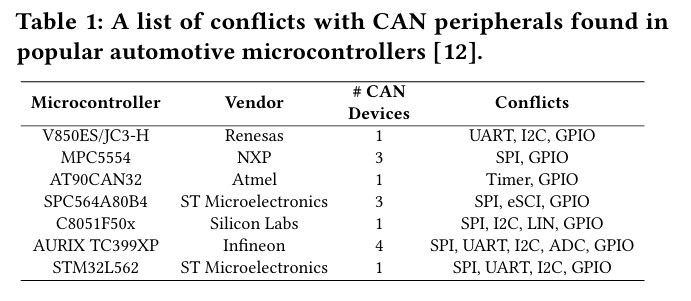 Table 1: A list of conflicts with CAN peripherals found in
popular automotive microcontrollers [12].
Microcontroller Vendor # CAN Devices Conflicts
V850ES/JC3-H Renesas 1 UART, I2C, GPIO
MPC5554 NXP 3 SPI, GPIO
AT90CAN32 Atmel 1 Timer, GPIO
SPC564A80B4 ST Microelectronics 3 SPI, eSCI, GPIO
C8051F50x Silicon Labs 1 SPI, I2C, LIN, GPIO
AURIX TC399XP Infineon 4 SPI, UART, I2C, ADC, GPIO
STM32L562 ST Microelectronics 1 SPI, UART, I2C, GPIO